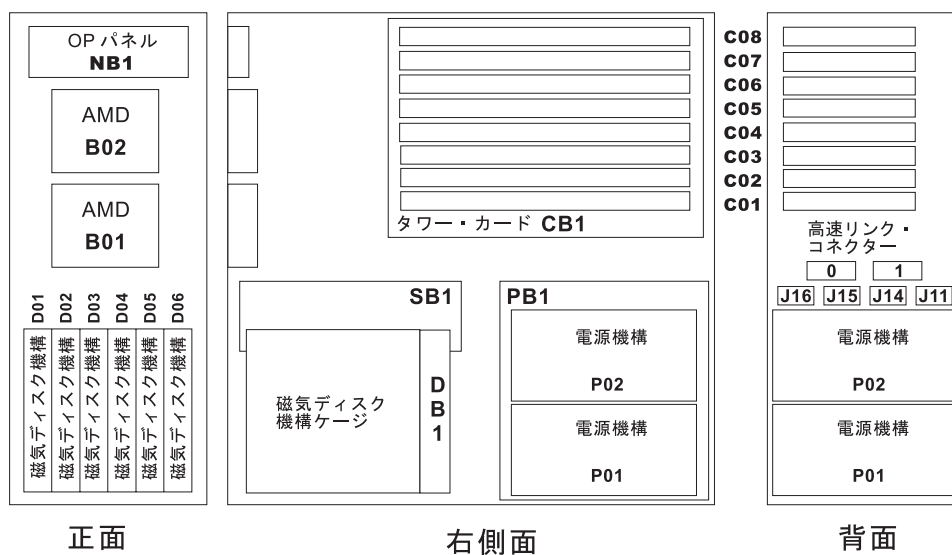 OP パネル
NB1
AMD
B02
AMD
B01
D01
D02
D03
D04
D05
D06
磁気ディスク機構
磁気ディスク機構
磁気ディスク機構
磁気ディスク機構
磁気ディスク機構
磁気ディスク機構
正面
タワー・カード CB1
SB1
磁気ディスク
機構ケージ
DB1
PB1
電源機構
P02
電源機構
P01
右側面
C08
C07
C06
C05
C04
C03
C02
C01
高速リンク・
コネクター
0 1
J16 J15 J14 J11
電源機構
P02
電源機構
P01
背面